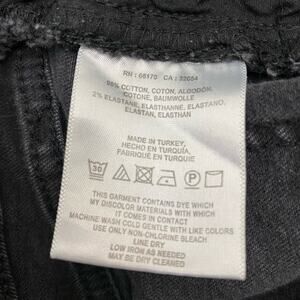 RN : 68170 CA : 32654
98% COTTON, COTON, ALGODÓN,
COTONE, BAUMWOLLE
2% ELASTANE, ELASTHANNE, ELASTANO,
ELASTAN, ELASTHAN
MADE IN TURKEY,
HECHO EN TURQUÍA,
FABRIQUÉ EN TURQUIE
30 P
THIS GARMENT CONTAINS DYE WHICH
MY DISCOLOR MATERIALS WITH WHICH
IT COMES IN CONTACT
MACHINE WASH COLD GENTLE WITH LIKE COLORS
USE ONLY NON-CHLORINE BLEACH
LINE DRY
LOW IRON AS NEEDED
MAY BE DRY CLEANED